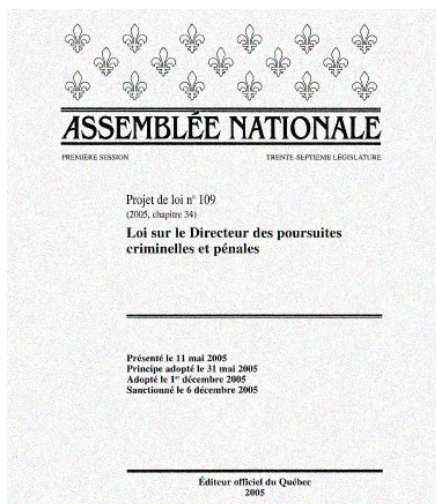 ASSEMBLÉE NATIONALE
PREMIÈRE SESSION TRENTE-SEPTIÈME LÉGISLATURE
Projet de loi n° 109
(2005, chapitre 34)
Loi sur le Directeur des poursuites
criminelles et pénales
Présenté le 11 mai 2005
Principe adopté le 31 mai 2005
Adopté le 1er décembre 2005
Sanctionné le 6 décembre 2005
Éditeur officiel du Québec
2005